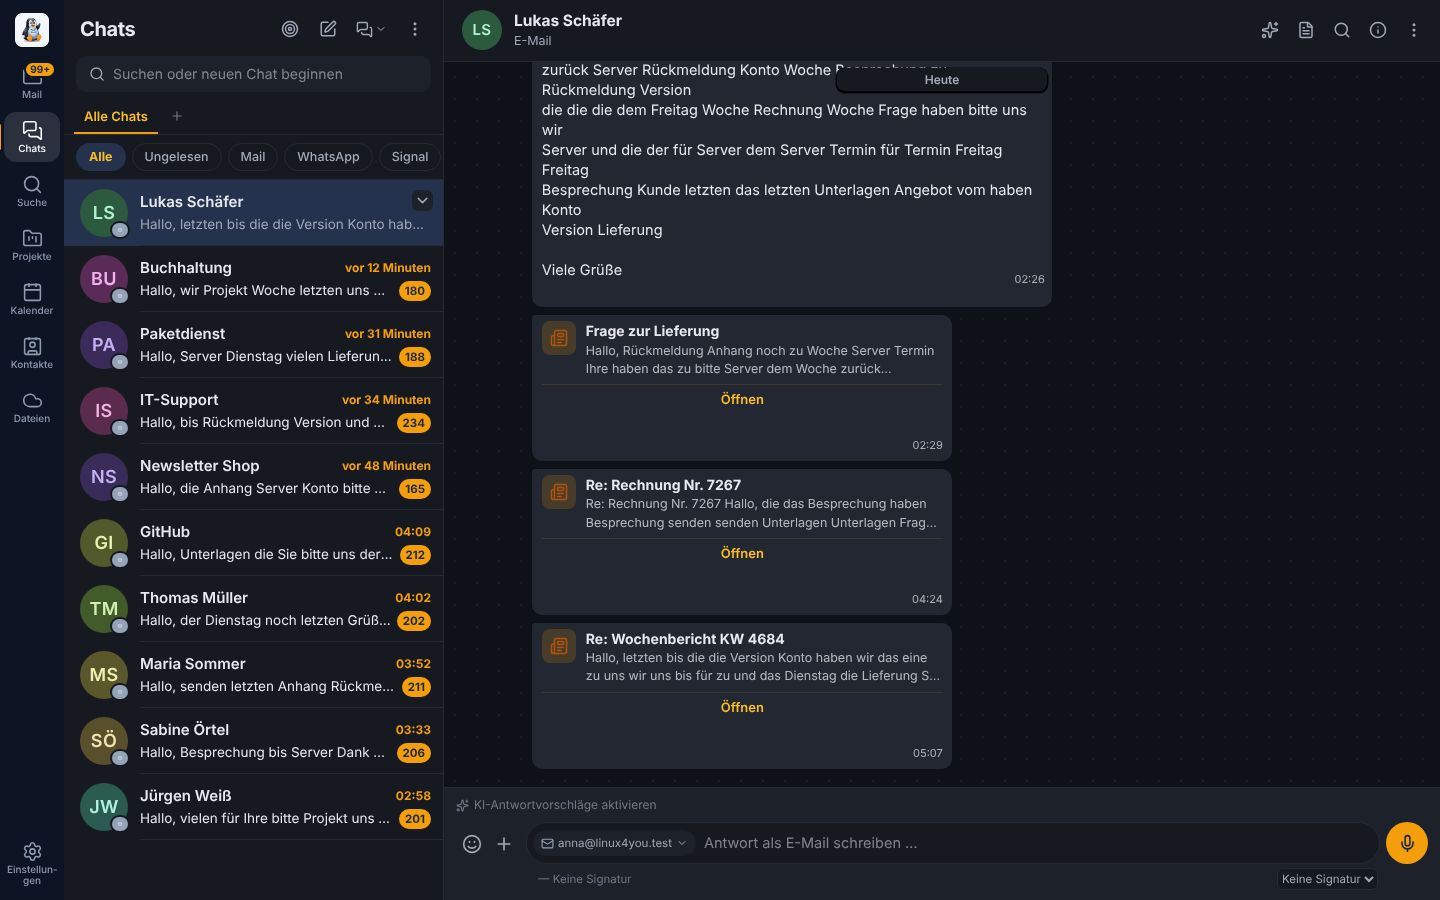 99+
Mail
Chats
Suche
Projekte
Kalender
Kontakte
Dateien
Einstellun-
gen
Chats
Suchen oder neuen Chat beginnen
Alle Chats
Alle
Ungelesen
Mail
WhatsApp
Signal
LS
Lukas Schäfer
Hallo, letzten bis die die Version Konto hab...
BU
Buchhaltung
vor 12 Minuten
Hallo, wir Projekt Woche letzten uns ...
180
PA
Paketdienst
vor 31 Minuten
Hallo, Server Dienstag vielen Lieferun...
188
IS
IT-Support
vor 34 Minuten
Hallo, bis Rückmeldung Version und ...
234
NS
Newsletter Shop
vor 48 Minuten
Hallo, die Anhang Server Konto bitte ...
165
GI
GitHub
04:09
Hallo, Unterlagen die Sie bitte uns der...
212
TM
Thomas Müller
04:02
Hallo, der Dienstag noch letzten Grüß...
202
MS
Maria Sommer
03:52
Hallo, senden letzten Anhang Rückme...
211
SÖ
Sabine Örtel
03:33
Hallo, Besprechung bis Server Dank ...
206
JW
Jürgen Weiß
02:58
Hallo, vielen für Ihre bitte Projekt uns ...
201
LS
Lukas Schäfer
E-Mail
Heute
zurück Server Rückmeldung Konto Woche
Rückmeldung Version
die die die dem Freitag Woche Rechnung Woche Frage haben bitte uns
wir
Server und die der für Server dem Server Termin für Termin Freitag
Freitag
Besprechung Kunde letzten das letzten Unterlagen Angebot vom haben
Konto
Version Lieferung
Viele Grüße
02:26
Frage zur Lieferung
Hallo, Rückmeldung Anhang noch zu Woche Server Termin
Ihre haben das zu bitte Server dem Woche zurück...
Öffnen
02:29
Re: Rechnung Nr. 7267
Re: Rechnung Nr. 7267 Hallo, die das Besprechung haben
Besprechung senden senden Unterlagen Unterlagen Frag...
Öffnen
04:24
Re: Wochenbericht KW 4684
Hallo, letzten bis die die Version Konto haben wir das eine
zu uns wir uns bis für zu und das Dienstag die Lieferung S...
Öffnen
05:07
KI-Antwortvorschläge aktivieren
anna@linux4you.test
Antwort als E-Mail schreiben ...
— Keine Signatur
Keine Signatur